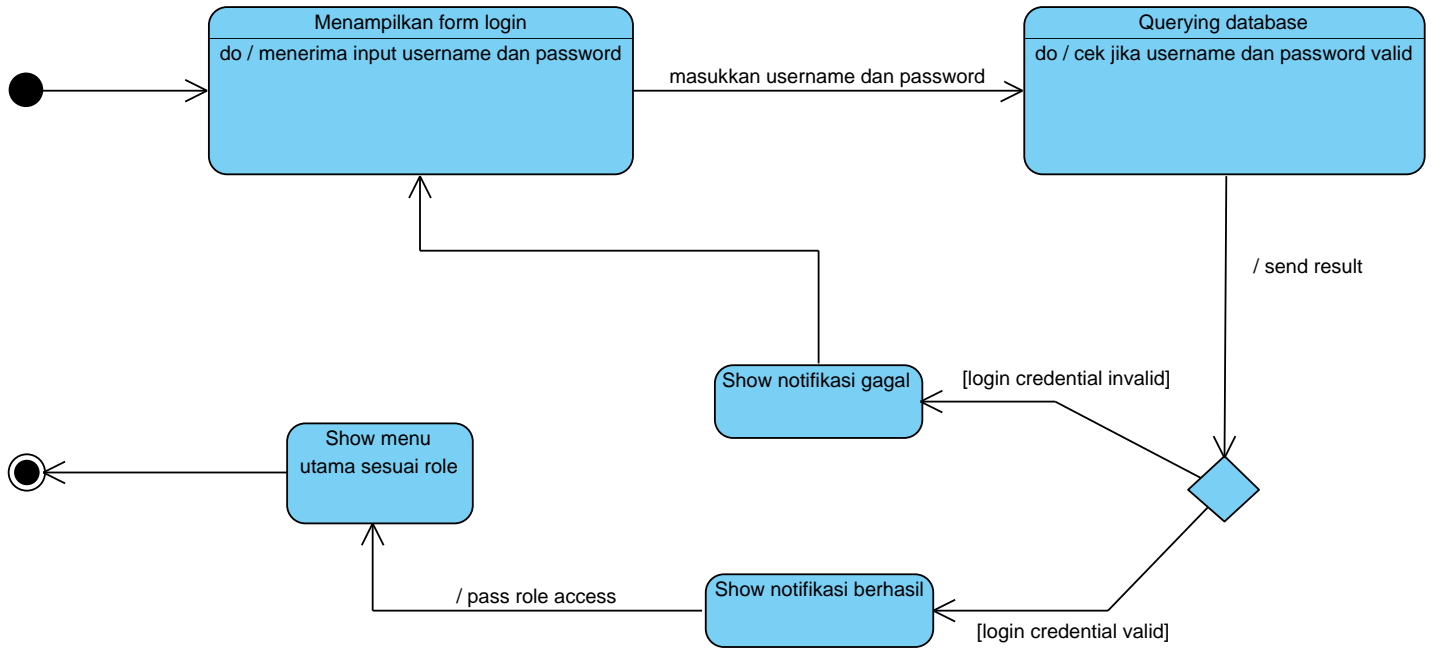 Menampilkan form login
do / menerima input username dan password
masukkan username dan password
Querying database
do / cek jika username dan password valid
/ send result
Show notifikasi gagal
[login credential invalid]
Show menu
utama sesuai role
/ pass role access
Show notifikasi berhasil
[login credential valid]